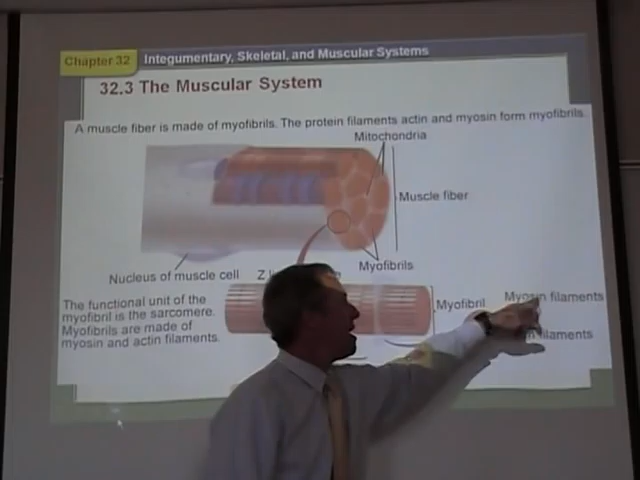 Chapter 32
Integumentary, Skeletal, and Muscular Systems
32.3 The Muscular System
A muscle fiber is made of myofibrils. The protein filaments actin and myosin form myofibrils.
Mitochondria
Muscle fiber
Myofibrils
Nucleus of muscle cell
Z
The functional unit of the
myofibril is the sarcomere.
Myofibrils are made of
myosin and actin filaments.
Myofibril
Myosin filaments
filaments